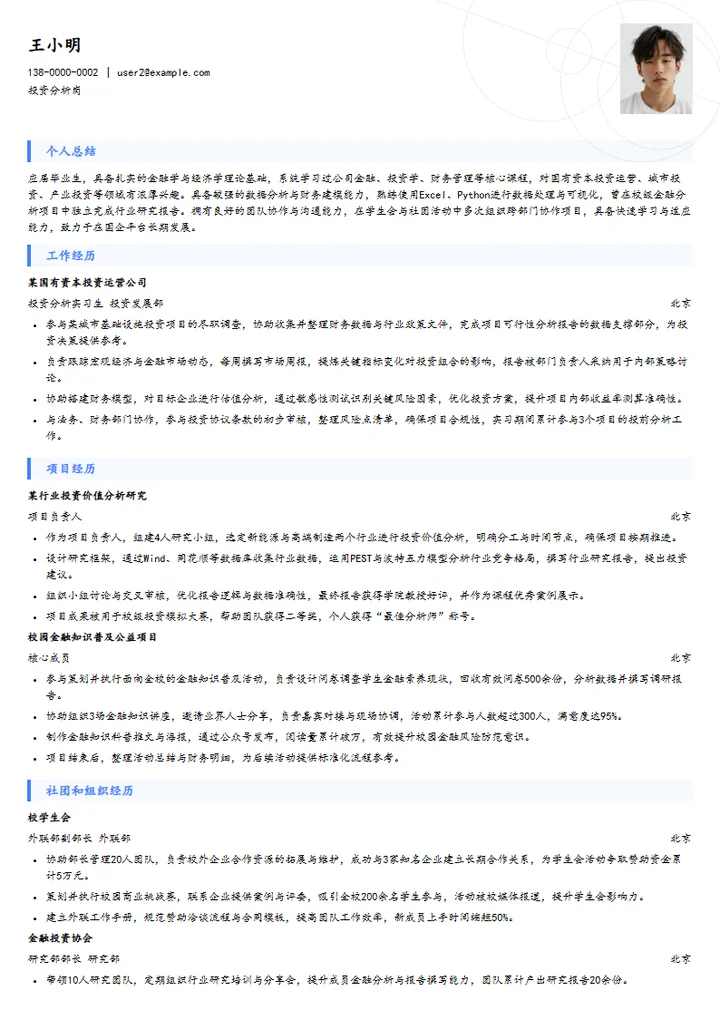 王小明
138-0000-0002 | user2@example.com
投资分析岗
个人总结
应届毕业生，具备扎实的金融学与经济学理论基础，系统学习过公司金融、投资学、财务管理等核心课程，对国有资本投资运营、城市投
资、产业投资等领域有浓厚兴趣。具备较强的数据分析与财务建模能力，熟练使用Excel、Python进行数据处理与可视化，曾在校级金融分
析项目中独立完成行业研究报告。拥有良好的团队协作与沟通能力，在学生会与社团活动中多次组织跨部门协作项目，具备快速学习与适应
能力，致力于在国企平台长期发展。
工作经历
某国有资本投资运营公司
投资分析实习生 投资发展部 北京
• 参与某城市基础设施投资项目的尽职调查，协助收集并整理财务数据与行业政策文件，完成项目可行性分析报告的数据支撑部分，为投
资决策提供参考。
• 负责跟踪宏观经济与金融市场动态，每周撰写市场周报，提炼关键指标变化对投资组合的影响，报告被部门负责人采纳用于内部策略讨
论。
• 协助搭建财务模型，对目标企业进行估值分析，通过敏感性测试识别关键风险因素，优化投资方案，提升项目内部收益率测算准确性。
• 与法务、财务部门协作，参与投资协议条款的初步审核，整理风险点清单，确保项目合规性，实习期间累计参与3个项目的投前分析工
作。
项目经历
某行业投资价值分析研究
项目负责人 北京
• 作为项目负责人，组建4人研究小组，选定新能源与高端制造两个行业进行投资价值分析，明确分工与时间节点，确保项目按期推进。
• 设计研究框架，通过Wind、同花顺等数据库收集行业数据，运用PEST与波特五力模型分析行业竞争格局，撰写行业研究报告，提出投资
建议。
• 组织小组讨论与交叉审核，优化报告逻辑与数据准确性，最终报告获得学院教授好评，并作为课程优秀案例展示。
• 项目成果被用于校级投资模拟大赛，帮助团队获得二等奖，个人获得“最佳分析师”称号。
校园金融知识普及公益项目
核心成员 北京
• 参与策划并执行面向全校的金融知识普及活动，负责设计问卷调查学生金融素养现状，回收有效问卷500余份，分析数据并撰写调研报
告。
• 协助组织3场金融知识讲座，邀请业界人士分享，负责嘉宾对接与现场协调，活动累计参与人数超过300人，满意度达95%。
• 制作金融知识科普推文与海报，通过公众号发布，阅读量累计破万，有效提升校园金融风险防范意识。
• 项目结束后，整理活动总结与财务明细，为后续活动提供标准化流程参考。
社团和组织经历
校学生会
外联部副部长 外联部 北京
• 协助部长管理20人团队，负责校外企业合作资源的拓展与维护，成功与3家知名企业建立长期合作关系，为学生会活动争取赞助资金累
计5万元。
• 策划并执行校园商业挑战赛，联系企业提供案例与评委，吸引全校200余名学生参与，活动被校媒体报道，提升学生会影响力。
• 建立外联工作手册，规范赞助洽谈流程与合同模板，提高团队工作效率，新成员上手时间缩短50%。
金融投资协会
研究部部长 研究部 北京
• 带领10人研究团队，定期组织行业研究培训与分享会，提升成员金融分析与报告撰写能力，团队累计产出研究报告20余份。